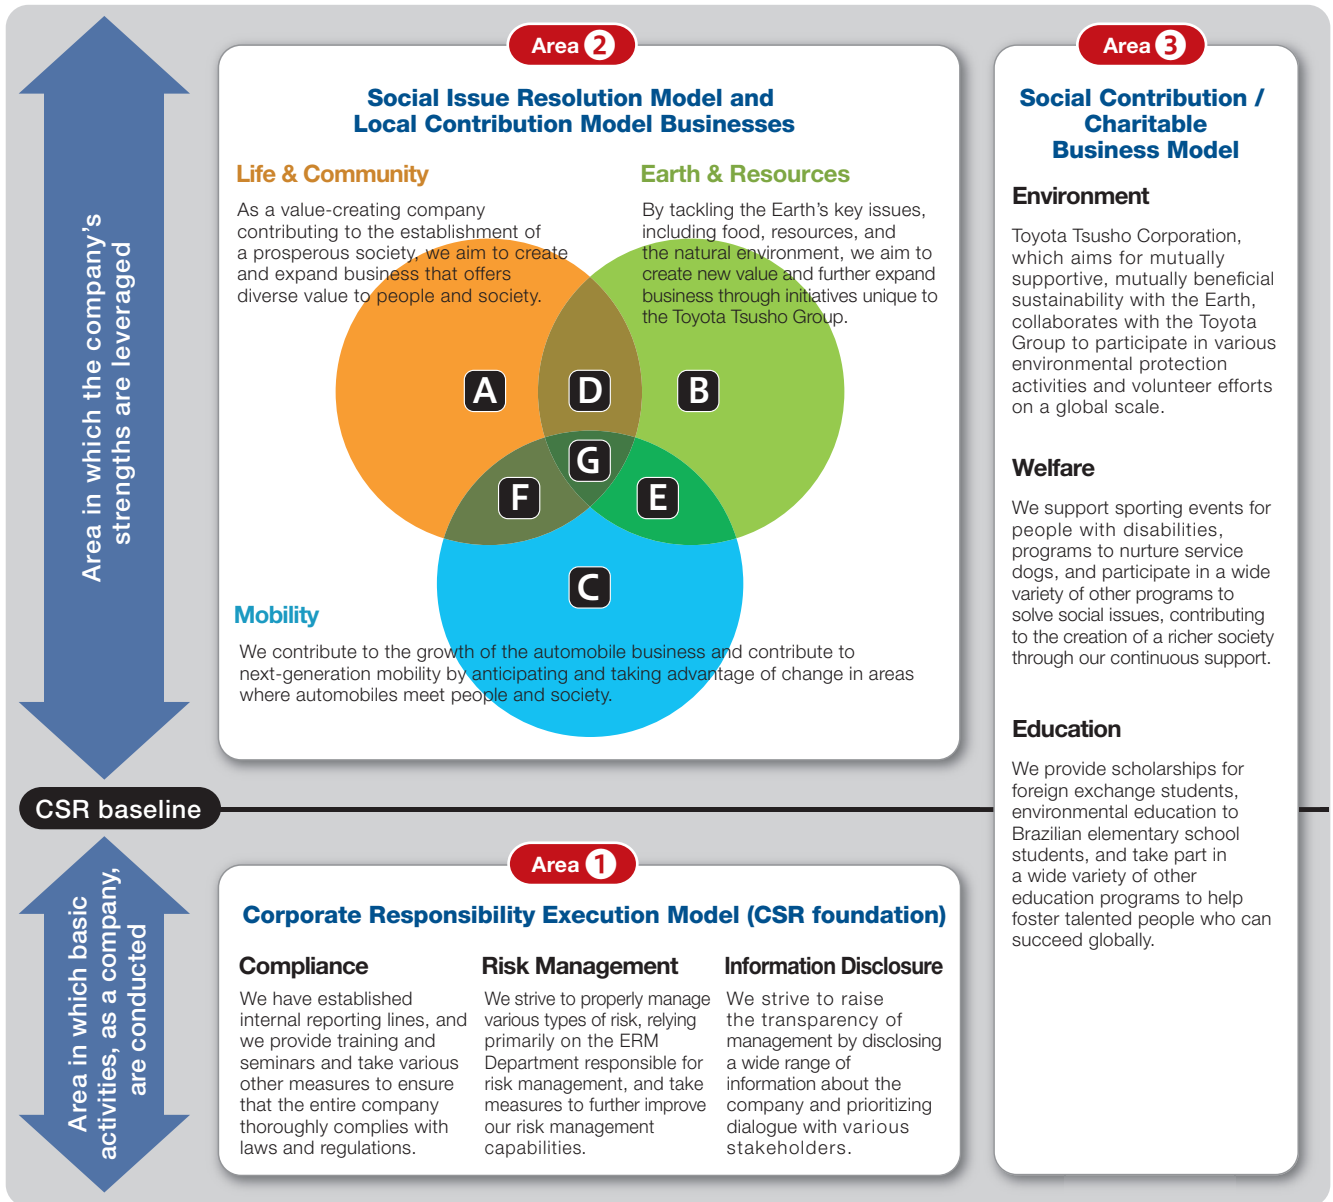 Area in which the company's
strengths are leveraged
Area 2
Social Issue Resolution Model and
Local Contribution Model Businesses
Life & Community
As a value-creating company
contributing to the establishment of
a prosperous society, we aim to create
and expand business that offers
diverse value to people and society.
Earth & Resources
By tackling the Earth's key issues,
including food, resources, and
the natural environment, we aim to
create new value and further expand
business through initiatives unique to
the Toyota Tsusho Group.
A
D
B
G
F
E
C
Mobility
We contribute to the growth of the automobile business and contribute to
next-generation mobility by anticipating and taking advantage of change in areas
where automobiles meet people and society.
Area 3
Social Contribution /
Charitable
Business Model
Environment
Toyota Tsusho Corporation,
which aims for mutually
supportive, mutually beneficial
sustainability with the Earth,
collaborates with the Toyota
Group to participate in various
environmental protection
activities and volunteer efforts
on a global scale.
Welfare
We support sporting events for
people with disabilities,
programs to nurture service
dogs, and participate in a wide
variety of other programs to
solve social issues, contributing
to the creation of a richer society
through our continuous support.
Education
We provide scholarships for
foreign exchange students,
environmental education to
Brazilian elementary school
students, and take part in
a wide variety of other
education programs to help
foster talented people who can
succeed globally.
CSR baseline
Area in which basic
activities, as a company,
are conducted
Area 1
Corporate Responsibility Execution Model (CSR foundation)
Compliance
We have established
internal reporting lines, and
we provide training and
seminars and take various
other measures to ensure
that the entire company
thoroughly complies with
laws and regulations.
Risk Management
We strive to properly manage
various types of risk, relying
primarily on the ERM
Department responsible for
risk management, and take
measures to further improve
our risk management
capabilities.
Information Disclosure
We strive to raise
the transparency of
management by disclosing
a wide range of
information about the
company and prioritizing
dialogue with various
stakeholders.